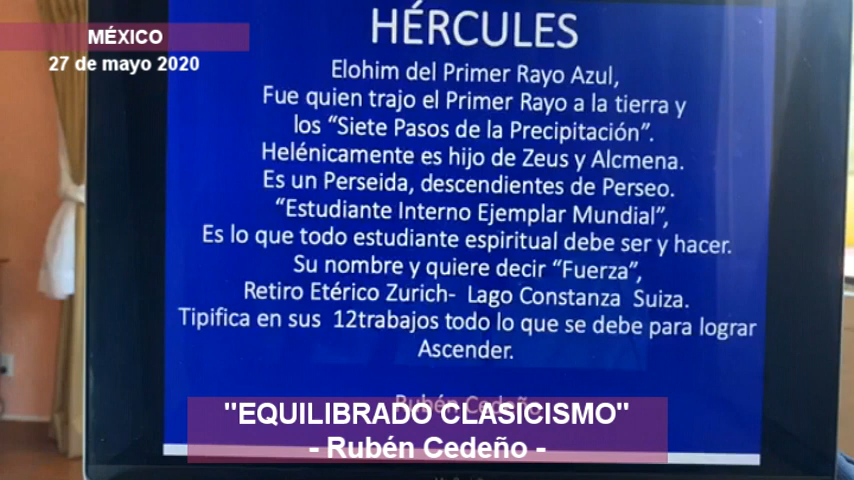 MÉXICO
27 de mayo 2020
HÉRCULES
Elohim del Primer Rayo Azul,
Fue quien trajo el Primer Rayo a la tierra y
los “Siete Pasos de la Precipitación”.
Helénicamente es hijo de Zeus y Alcmena.
Es un Perseida, descendientes de Perseo.
“Estudiante Interno Ejemplar Mundial”,
Es lo que todo estudiante espiritual debe ser y hacer.
Su nombre y quiere decir “Fuerza”,
Retiro Etérico Zurich- Lago Constanza Suiza.
Tipifica en sus 12trabajos todo lo que se debe para lograr
Ascender.
Rubén Cedeño
"EQUILIBRADO CLASICISMO"
- Rubén Cedeño -